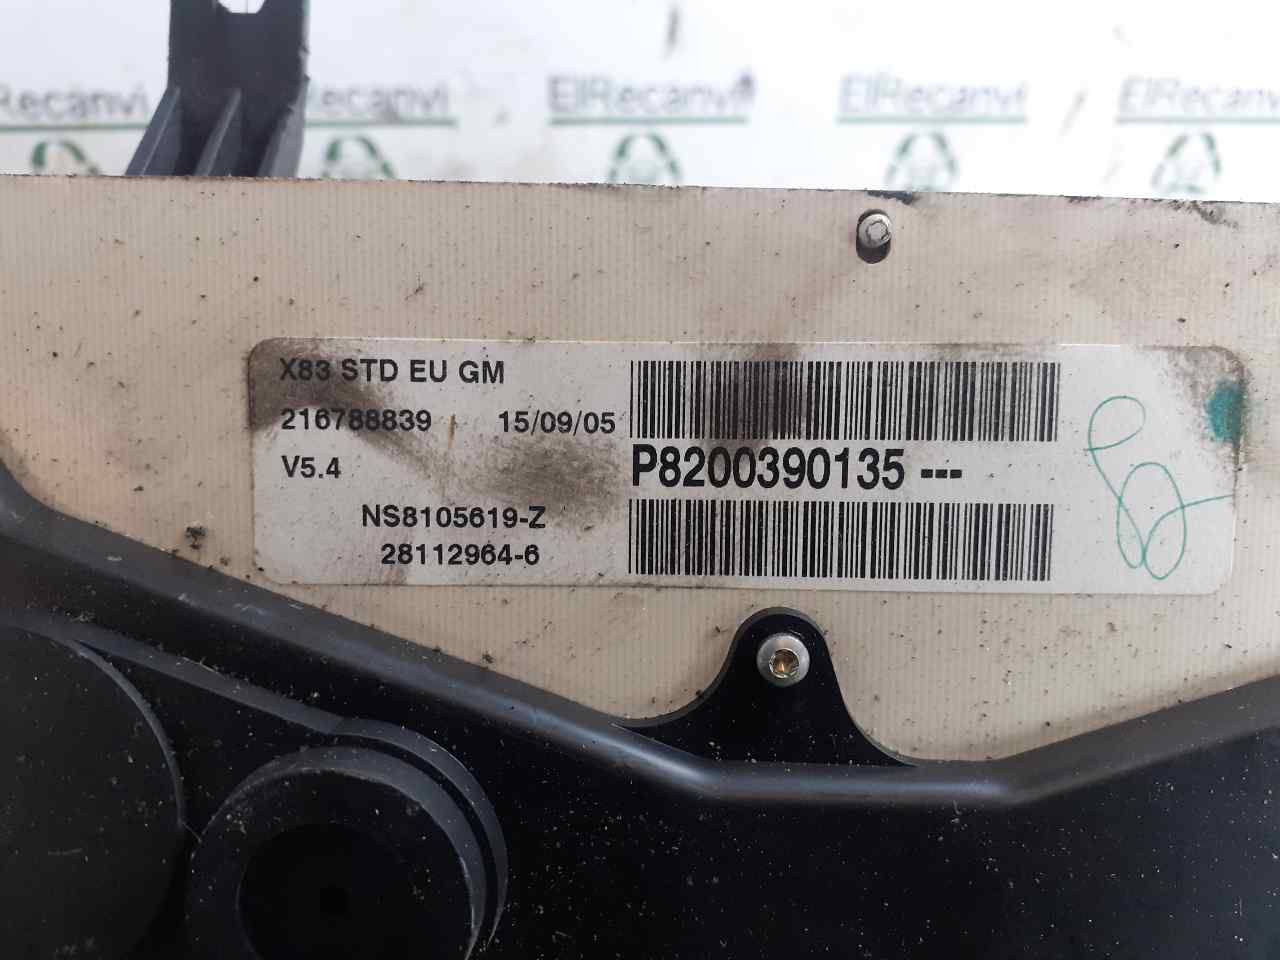 ElRecanvi
ElRecanvi
ElRecanvi
ElRecanvi
ElRecanvi
X83 STD EU GM
216788839 15/09/05
V5.4
P8200390135 ---
NS8105619-Z
28112964-6